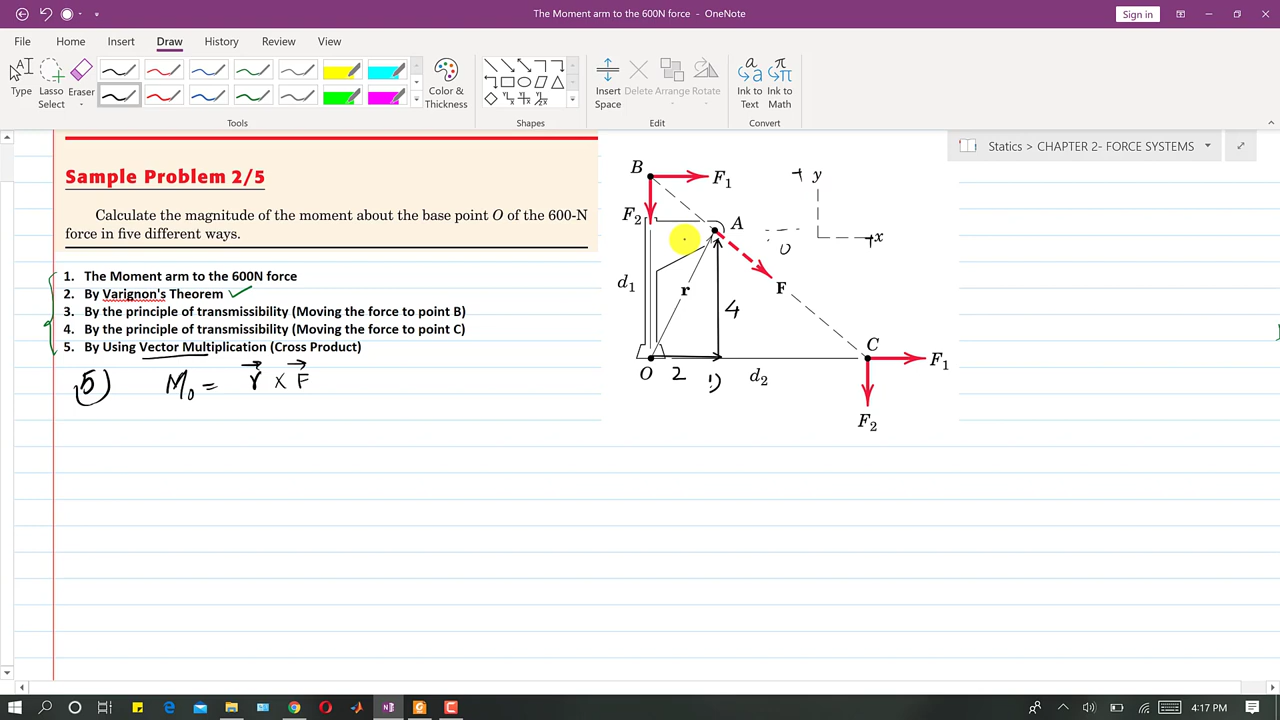 The Moment arm to the 600N force - OneNote
Sign in
File Home Insert Draw History Review View
Type
Lasso Select
Eraser
Color & Thickness
Insert Space
Delete
Arrange
Rotate
Ink to Text
Ink to Math
Tools
Shapes
Edit
Convert
Statics > CHAPTER 2- FORCE SYSTEMS
Sample Problem 2/5
Calculate the magnitude of the moment about the base point O of the 600-N
force in five different ways.
1. The Moment arm to the 600N force
2. By Varignon's Theorem
3. By the principle of transmissibility (Moving the force to point B)
4. By the principle of transmissibility (Moving the force to point C)
5. By Using Vector Multiplication (Cross Product)
5) M₀ = r × F
B
F₁
+ y
F₂
A
+x
0
d₁
r
F
4
C
F₁
O
2
d₂
F₂
4:17 PM